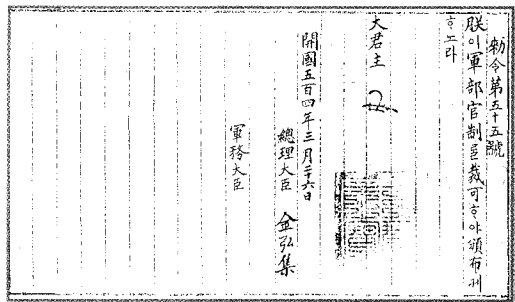 勅令第五十五號
朕이軍部官制를裁可ᄒᆞ야頒布케
ᄒᆞ노라
大君主
開國五百四年三月二十六日
總理大臣 金弘集
軍務大臣